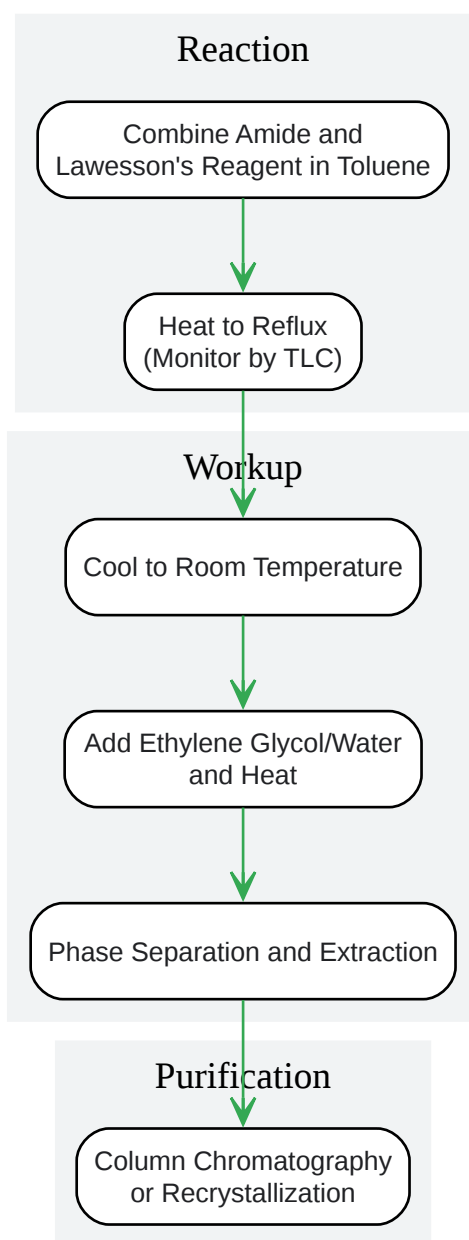 Reaction
Combine Amide and
Lawesson's Reagent in Toluene
Heat to Reflux
(Monitor by TLC)
Workup
Cool to Room Temperature
Add Ethylene Glycol/Water
and Heat
Phase Separation and Extraction
Purification
Column Chromatography
or Recrystallization